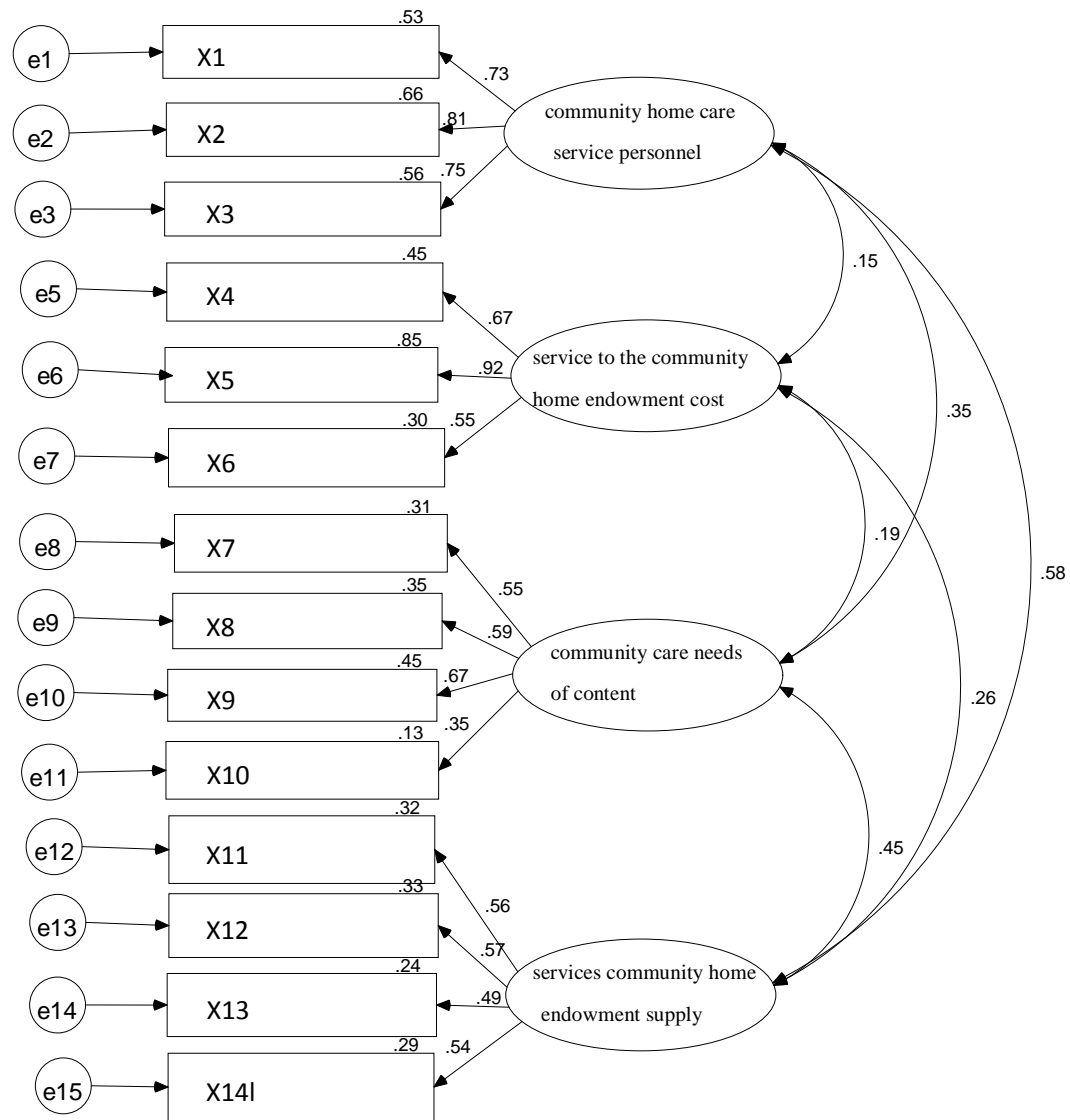 .53
e1
X1
.73
.66
e2
X2
.81
community home care
service personnel
.56
.75
e3
X3
.45
e5
X4
.15
.67
.85
e6
X5
.92
service to the community
home endowment cost
.30
.55
.35
e7
X6
.31
e8
X7
.19
.55
.58
.35
e9
X8
.59
.45
e10
X9
.67
community care needs
of content
.13
.35
.26
e11
X10
.32
e12
X11
.45
.33
.56
e13
X12
.57
.24
services community home
endowment supply
e14
X13
.49
.29
.54
e15
X14l